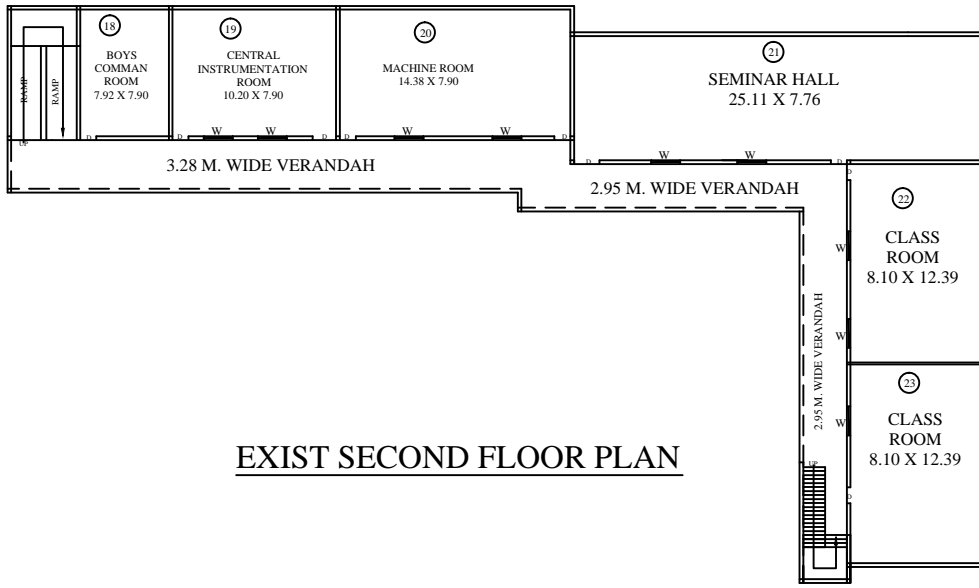 18
BOYS
COMMAN
ROOM
7.92 X 7.90
19
CENTRAL
INSTRUMENTATION
ROOM
10.20 X 7.90
20
MACHINE ROOM
14.38 X 7.90
21
SEMINAR HALL
25.11 X 7.76
RAMP
RAMP
UP
D
D
W
W
D
D
W
W
D
D
W
W
D
3.28 M. WIDE VERANDAH
2.95 M. WIDE VERANDAH
D
22
CLASS
ROOM
8.10 X 12.39
W
W
2.95 M. WIDE VERANDAH
23
CLASS
ROOM
8.10 X 12.39
W
UP
D
EXIST SECOND FLOOR PLAN